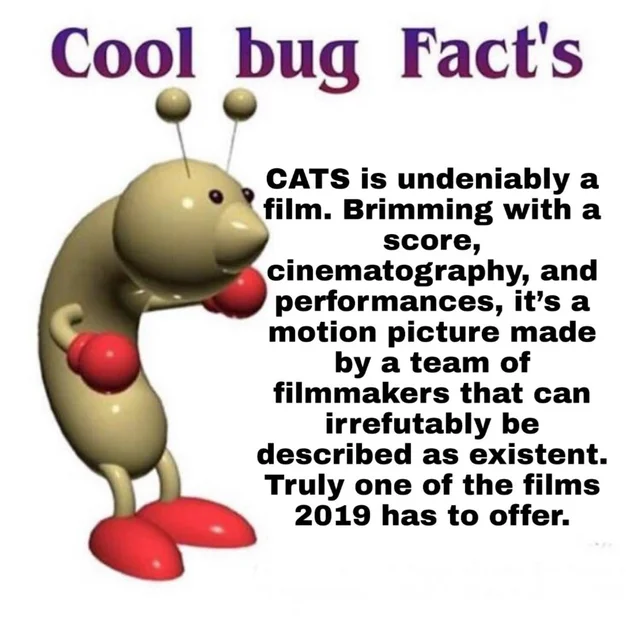 Cool bug Fact's
CATS is undeniably a
film. Brimming with a
score,
cinematography, and
performances, it's a
motion picture made
by a team of
filmmakers that can
irrefutably be
described as existent.
Truly one of the films
2019 has to offer.